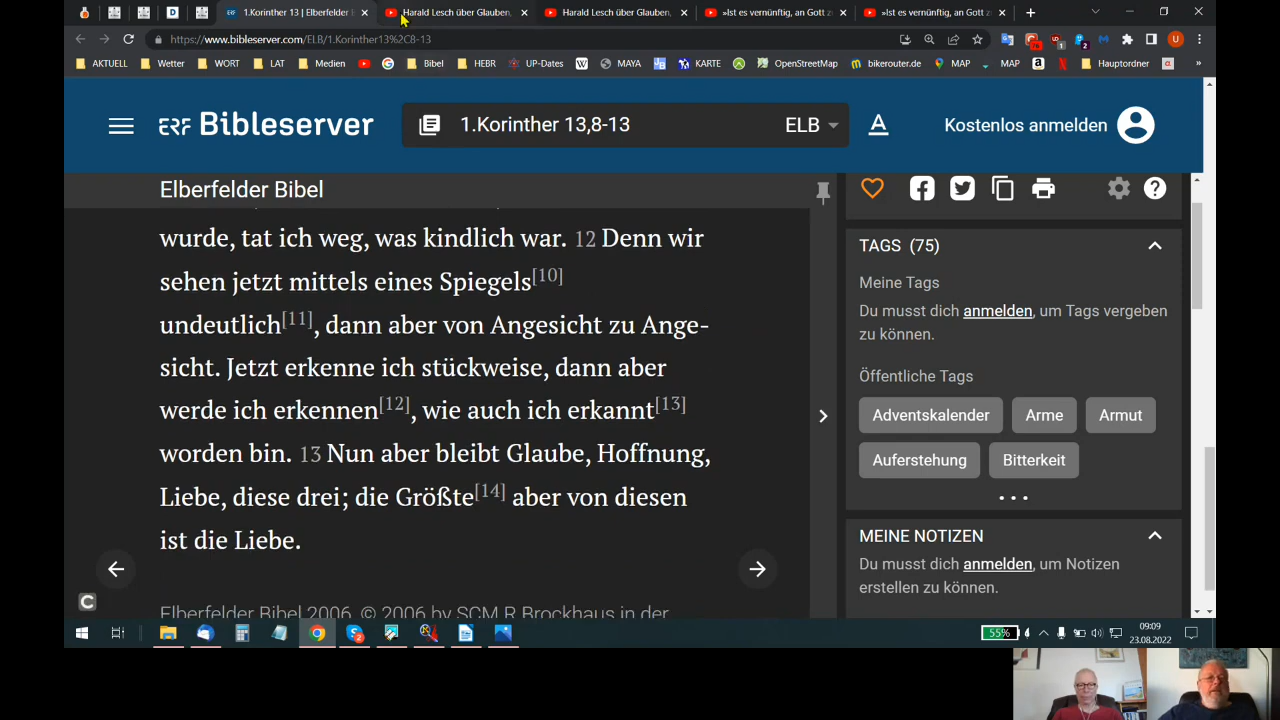 1.Korinther 13 | Elberfelder
Harald Lesch über Glauben,
Harald Lesch über Glauben,
»Ist es vernünftig, an Gott z
»Ist es vernünftig, an Gott zu
https://www.bibleserver.com/ELB/1.Korinther13%2C8-13
AKTUELL
Wetter
WORT
LAT
Medien
Bibel
HEBR
UP-Dates
MAYA
KARTE
OpenStreetMap
bikerouter.de
MAP
MAP
Hauptordner
»
ERF Bibleserver
1.Korinther 13,8-13
ELB
Kostenlos anmelden
Elberfelder Bibel
wurde, tat ich weg, was kindlich war. 12 Denn wir
sehen jetzt mittels eines Spiegels[10]
undeutlich[11], dann aber von Angesicht zu Ange-
sicht. Jetzt erkenne ich stückweise, dann aber
werde ich erkennen[12], wie auch ich erkannt[13]
worden bin. 13 Nun aber bleibt Glaube, Hoffnung,
Liebe, diese drei; die Größte[14] aber von diesen
ist die Liebe.
Elberfelder Bibel 2006, © 2006 by SCM R.Brockhaus in der
TAGS (75)
Meine Tags
Du musst dich anmelden, um Tags vergeben
zu können.
Öffentliche Tags
Adventskalender
Arme
Armut
Auferstehung
Bitterkeit
MEINE NOTIZEN
Du musst dich anmelden, um Notizen
erstellen zu können.
55%
09:09
23.08.2022